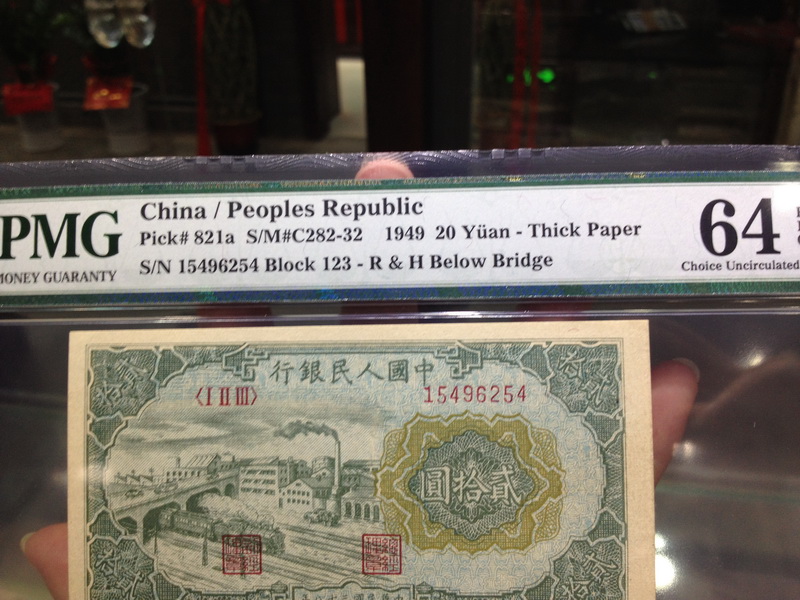 PMG
MONEY GUARANTY
China / Peoples Republic
Pick# 821a S/M#C282-32 1949 20 Yüan - Thick Paper
S/N 15496254 Block 123 - R & H Below Bridge
64
Choice Uncirculated
行銀民人國中
〈I II III〉
15496254
圓拾貳